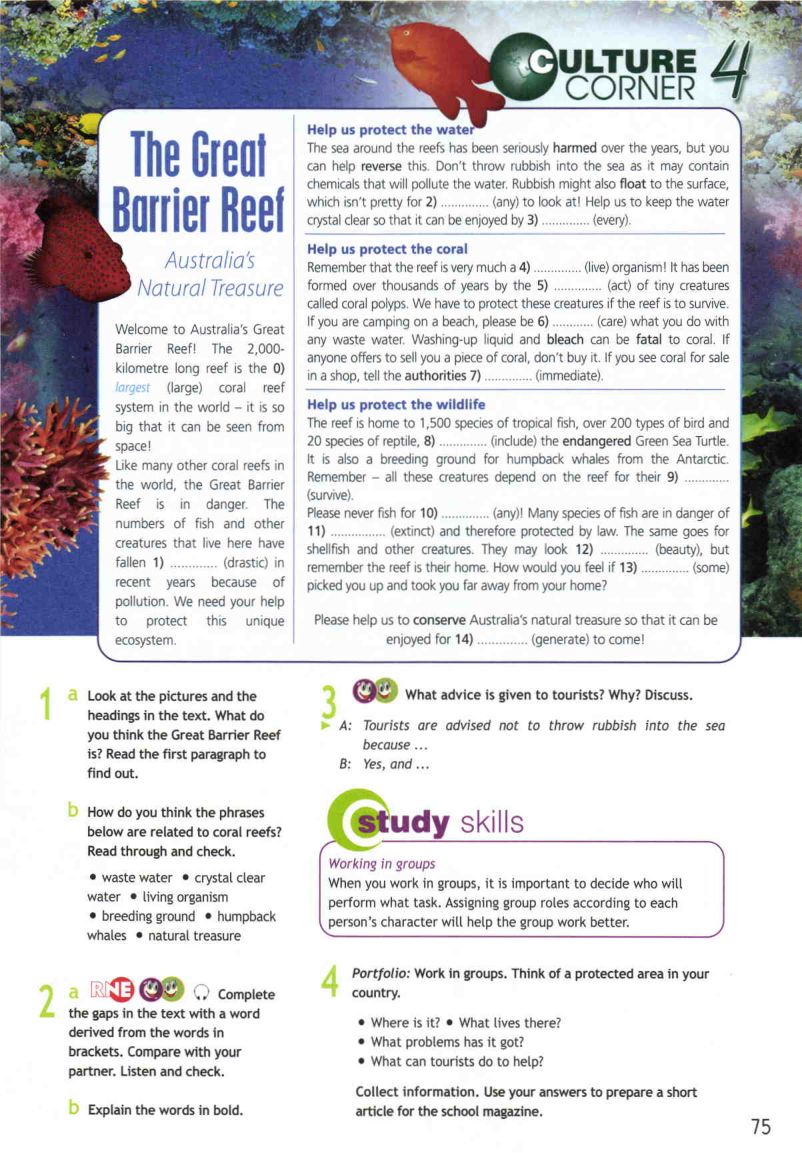 CULTURE
CORNER
4
The Great
Barrier Reef
Australia's
Natural Treasure
Welcome to Australia's Great
Barrier Reef! The 2,000-
kilometre long reef is the 0)
largest (large) coral reef
system in the world – it is so
big that it can be seen from
space!
Like many other coral reefs in
the world, the Great Barrier
Reef is in danger. The
numbers of fish and other
creatures that live here have
fallen 1) ............. (drastic) in
recent years because of
pollution. We need your help
to protect this unique
ecosystem.
Help us protect the water
The sea around the reefs has been seriously harmed over the years, but you
can help reverse this. Don't throw rubbish into the sea as it may contain
chemicals that will pollute the water. Rubbish might also float to the surface,
which isn't pretty for 2) .............. (any) to look at! Help us to keep the water
crystal clear so that it can be enjoyed by 3) .............. (every).
Help us protect the coral
Remember that the reef is very much a 4) .............. (live) organism! It has been
formed over thousands of years by the 5) .............. (act) of tiny creatures
called coral polyps. We have to protect these creatures if the reef is to survive.
If you are camping on a beach, please be 6) ............ (care) what you do with
any waste water. Washing-up liquid and bleach can be fatal to coral. If
anyone offers to sell you a piece of coral, don't buy it. If you see coral for sale
in a shop, tell the authorities 7) .............. (immediate).
Help us protect the wildlife
The reef is home to 1,500 species of tropical fish, over 200 types of bird and
20 species of reptile, 8) .............. (include) the endangered Green Sea Turtle.
It is also a breeding ground for humpback whales from the Antarctic.
Remember – all these creatures depend on the reef for their 9) .............
(survive).
Please never fish for 10) .............. (any)! Many species of fish are in danger of
11) ................ (extinct) and therefore protected by law. The same goes for
shellfish and other creatures. They may look 12) .............. (beauty), but
remember the reef is their home. How would you feel if 13) .............. (some)
picked you up and took you far away from your home?
Please help us to conserve Australia's natural treasure so that it can be
enjoyed for 14) .............. (generate) to come!
1 a Look at the pictures and the
headings in the text. What do
you think the Great Barrier Reef
is? Read the first paragraph to
find out.
b How do you think the phrases
below are related to coral reefs?
Read through and check.
• waste water • crystal clear
water • living organism
• breeding ground • humpback
whales • natural treasure
2 a RNE Complete
the gaps in the text with a word
derived from the words in
brackets. Compare with your
partner. Listen and check.
b Explain the words in bold.
3 What advice is given to tourists? Why? Discuss.
A: Tourists are advised not to throw rubbish into the sea
because ...
B: Yes, and ...
study skills
Working in groups
When you work in groups, it is important to decide who will
perform what task. Assigning group roles according to each
person's character will help the group work better.
4 Portfolio: Work in groups. Think of a protected area in your
country.
• Where is it? • What lives there?
• What problems has it got?
• What can tourists do to help?
Collect information. Use your answers to prepare a short
article for the school magazine.
75